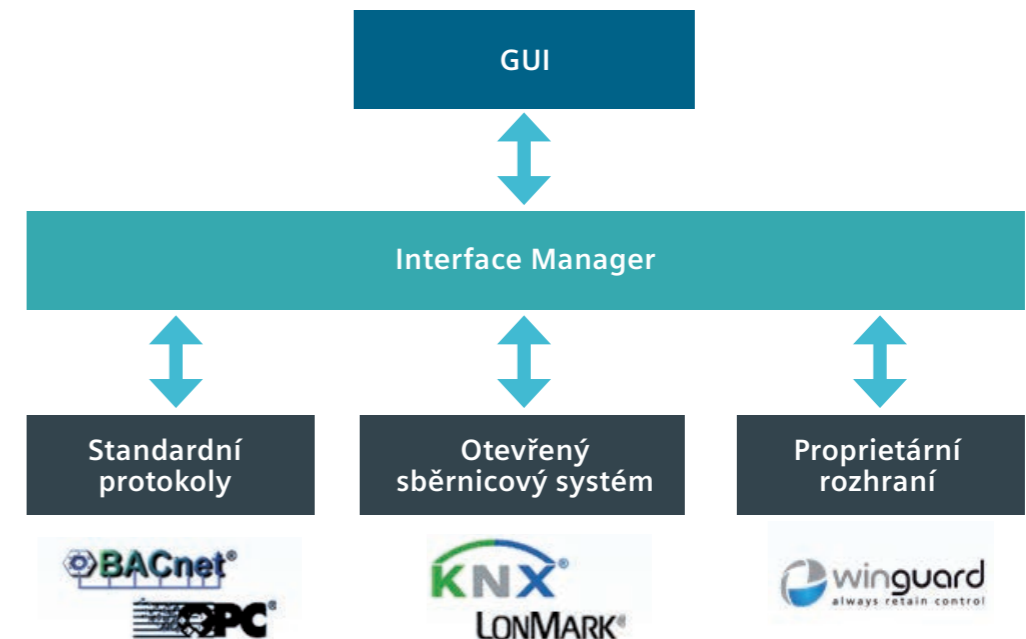 GUI
Interface Manager
Standardní
protokoly
Otevřený
sběrnicový systém
Proprietární
rozhraní
BACnet®
OPC®
KNX®
LONMARK®
winguard
always retain control